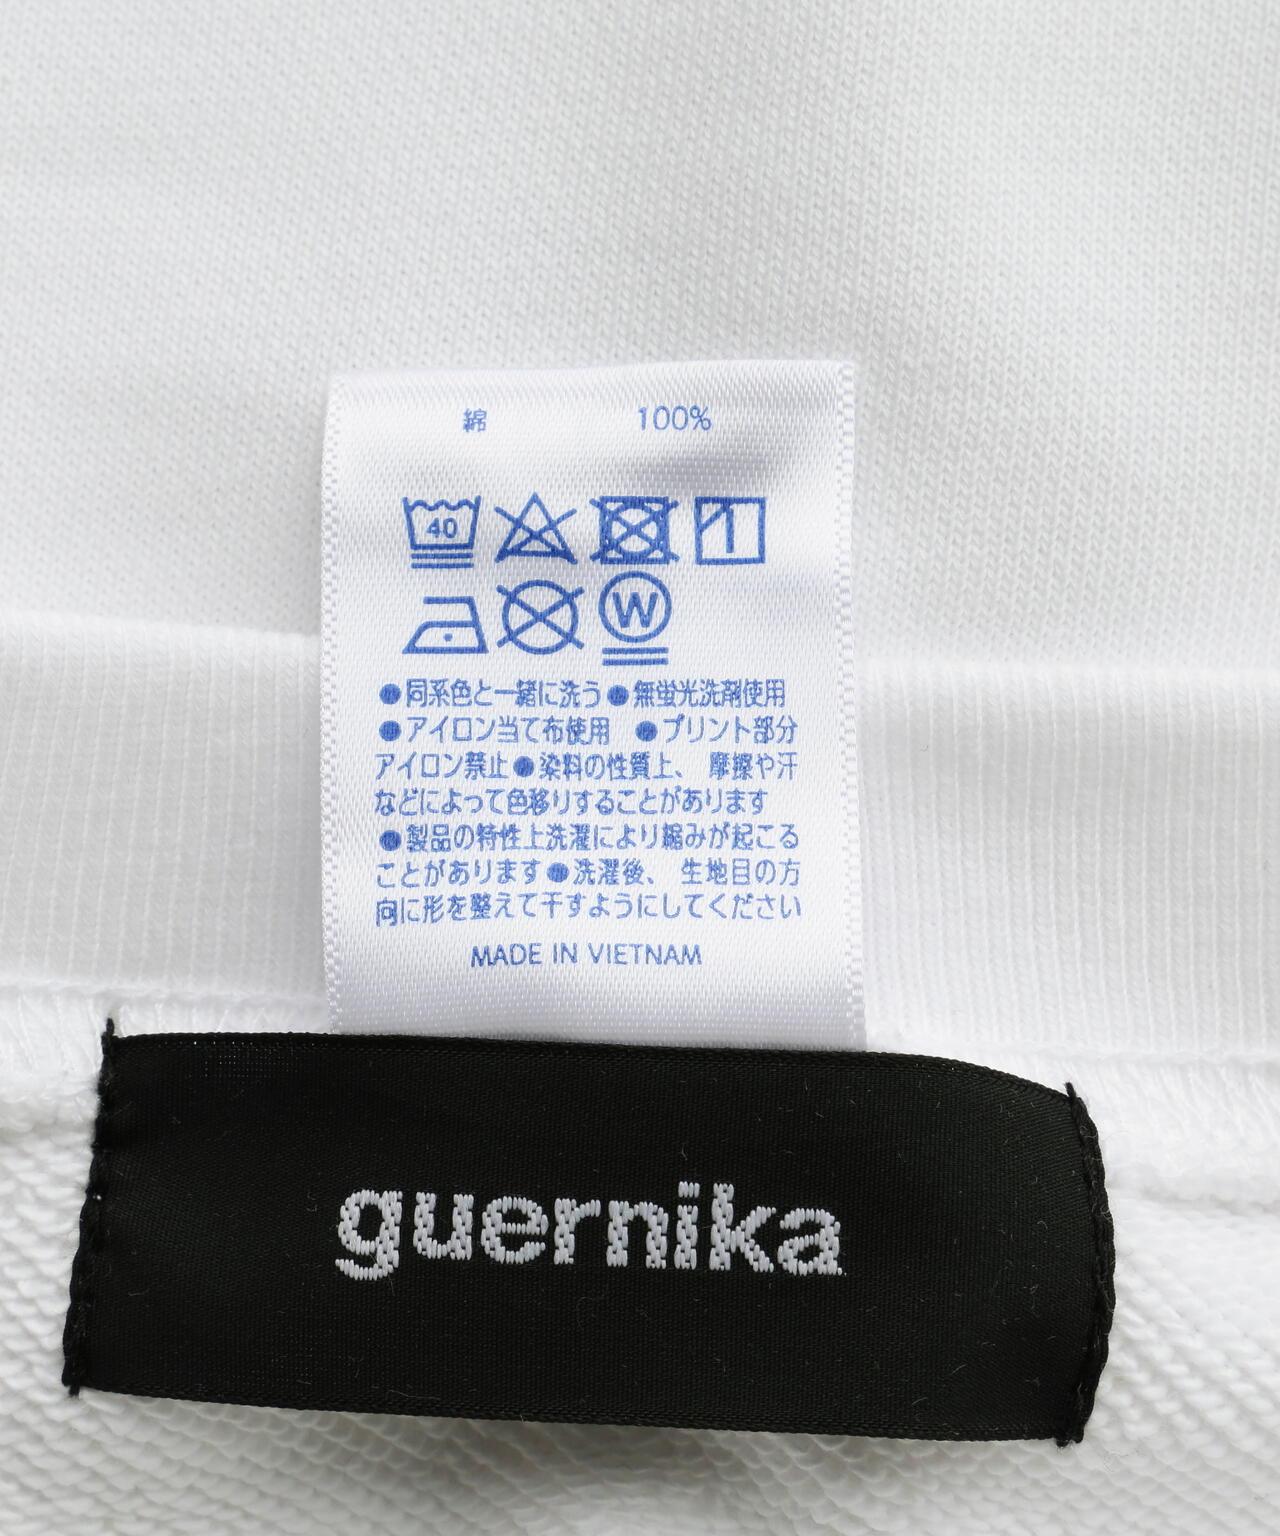 綿 100%
40
W
●同系色と一緒に洗う●無蛍光洗剤使用
●アイロン当て布使用 ●プリント部分
アイロン禁止●染料の性質上、摩擦や汗
などによって色移りすることがあります
●製品の特性上洗濯により縮みが起こる
ことがあります●洗濯後、生地目の方
向に形を整えて干すようにしてください
MADE IN VIETNAM
guernika